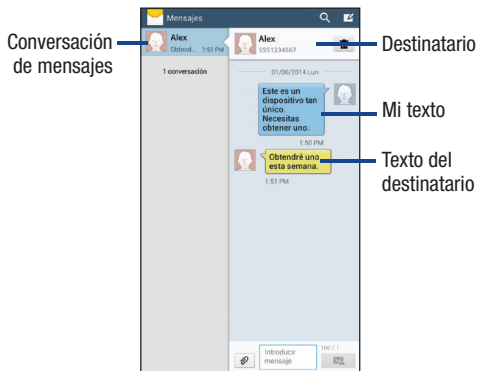 Mensajes
Conversación
de mensajes
Alex
Obtend... 1:51 PM
1 conversación
Alex
5551234567
Destinatario
01/06/2014 Lun
Este es un
dispositivo tan
único.
Necesitas
obtener uno.
1:50 PM
Mi texto
Obtendré uno
esta semana.
1:51 PM
Texto del
destinatario
Introducir
mensaje
160 / 1